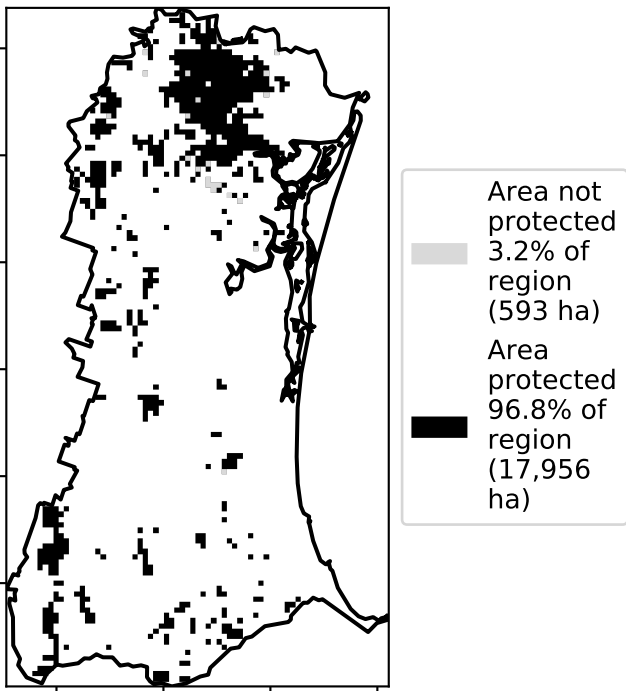 Area not
protected
3.2% of
region
(593 ha)
Area
protected
96.8% of
region
(17,956
ha)